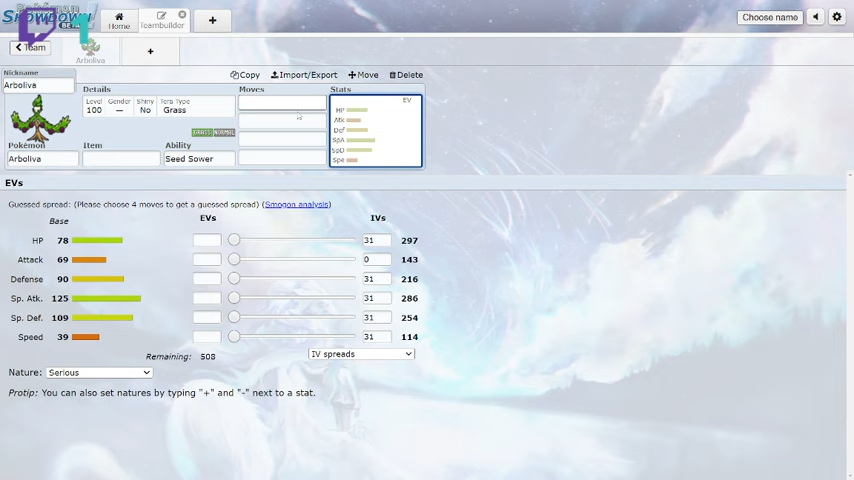 Pokémon
Showdown
BETA
Home
Teambuilder
+
Choose name
Team
Arboliva
+
Copy Import/Export Move Delete
Nickname
Arboliva
Details
Level Gender Shiny Tera Type
100 — No Grass
GRASS NORMAL
Pokémon
Arboliva
Item
Ability
Seed Sower
Moves
Stats
EV
HP
Atk
Def
SpA
SpD
Spe
EVs
Guessed spread: (Please choose 4 moves to get a guessed spread) (Smogon analysis)
Base EVs IVs
HP 78 31 297
Attack 69 0 143
Defense 90 31 216
Sp. Atk. 125 31 286
Sp. Def. 109 31 254
Speed 39 31 114
Remaining: 508
IV spreads
Nature: Serious
Protip: You can also set natures by typing "+" and "-" next to a stat.